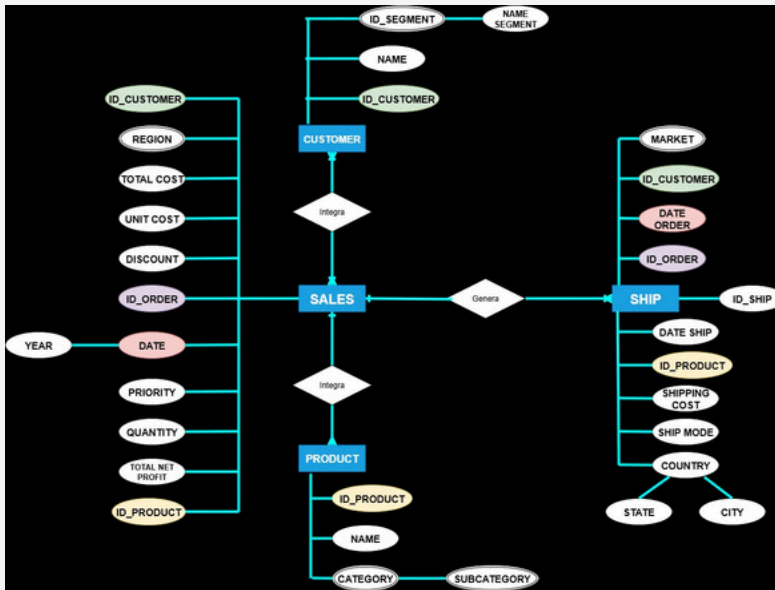 ID_SEGMENT
NAME
SEGMENT
NAME
ID_CUSTOMER
CUSTOMER
ID_CUSTOMER
REGION
TOTAL COST
UNIT COST
DISCOUNT
ID_ORDER
YEAR
DATE
PRIORITY
QUANTITY
TOTAL NET
PROFIT
ID_PRODUCT
Integra
SALES
Genera
Integra
PRODUCT
ID_PRODUCT
NAME
CATEGORY
SUBCATEGORY
MARKET
ID_CUSTOMER
DATE
ORDER
ID_ORDER
SHIP
ID_SHIP
DATE SHIP
ID_PRODUCT
SHIPPING
COST
SHIP MODE
COUNTRY
STATE
CITY